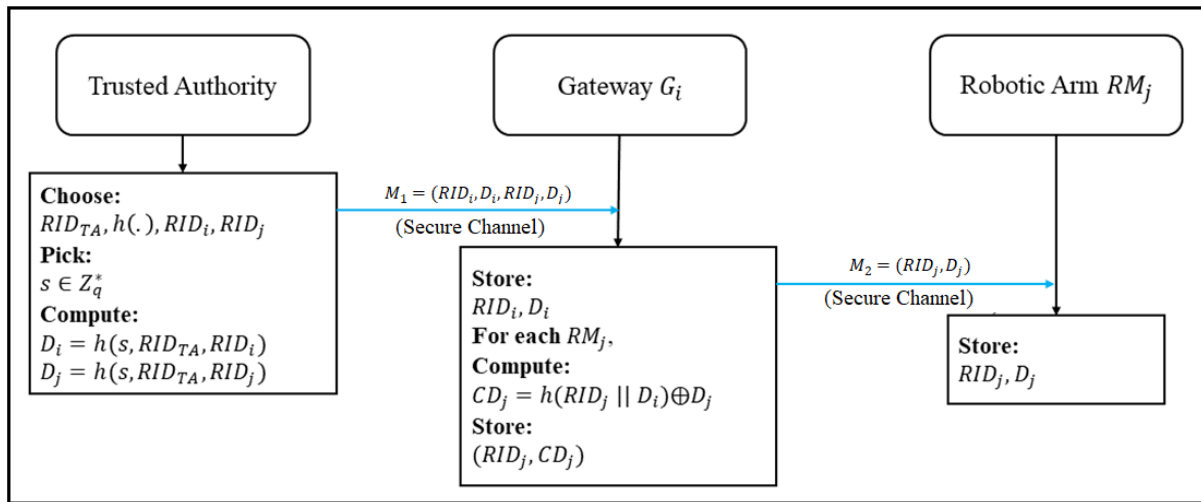 Trusted Authority
Choose:
RID_TA, h(.), RID_i, RID_j
Pick:
s ∈ Z_q^*
Compute:
D_i = h(s, RID_TA, RID_i)
D_j = h(s, RID_TA, RID_j)
M_1 = (RID_i, D_i, RID_j, D_j)
(Secure Channel)
Gateway G_i
Store:
RID_i, D_i
For each RM_j,
Compute:
CD_j = h(RID_j || D_i)⊕D_j
Store:
(RID_j, CD_j)
M_2 = (RID_j, D_j)
(Secure Channel)
Robotic Arm RM_j
Store:
RID_j, D_j